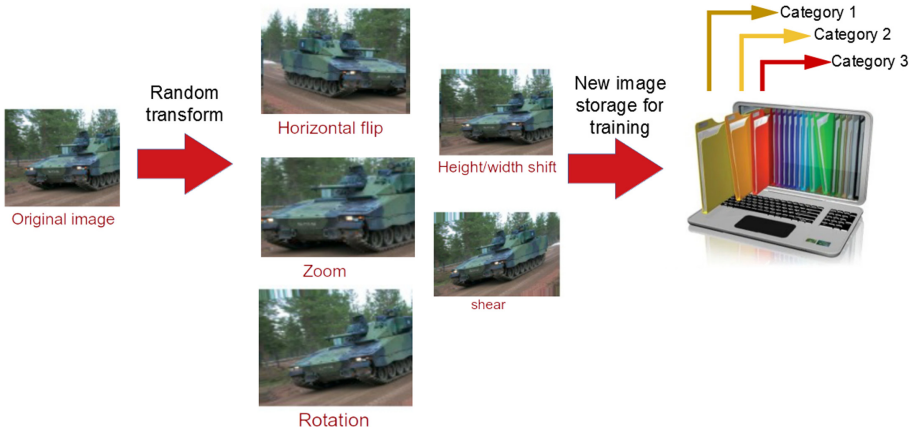 Original image
Random
transform
Horizontal flip
Zoom
Rotation
Height/width shift
shear
New image
storage for
training
Category 1
Category 2
Category 3